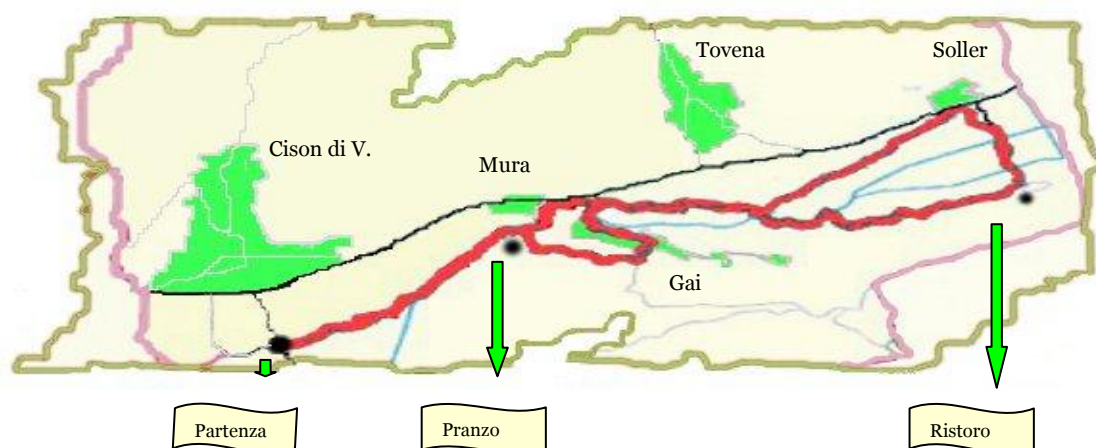 Tovena
Soller
Cison di V.
Mura
Gai
Partenza
Pranzo
Ristoro